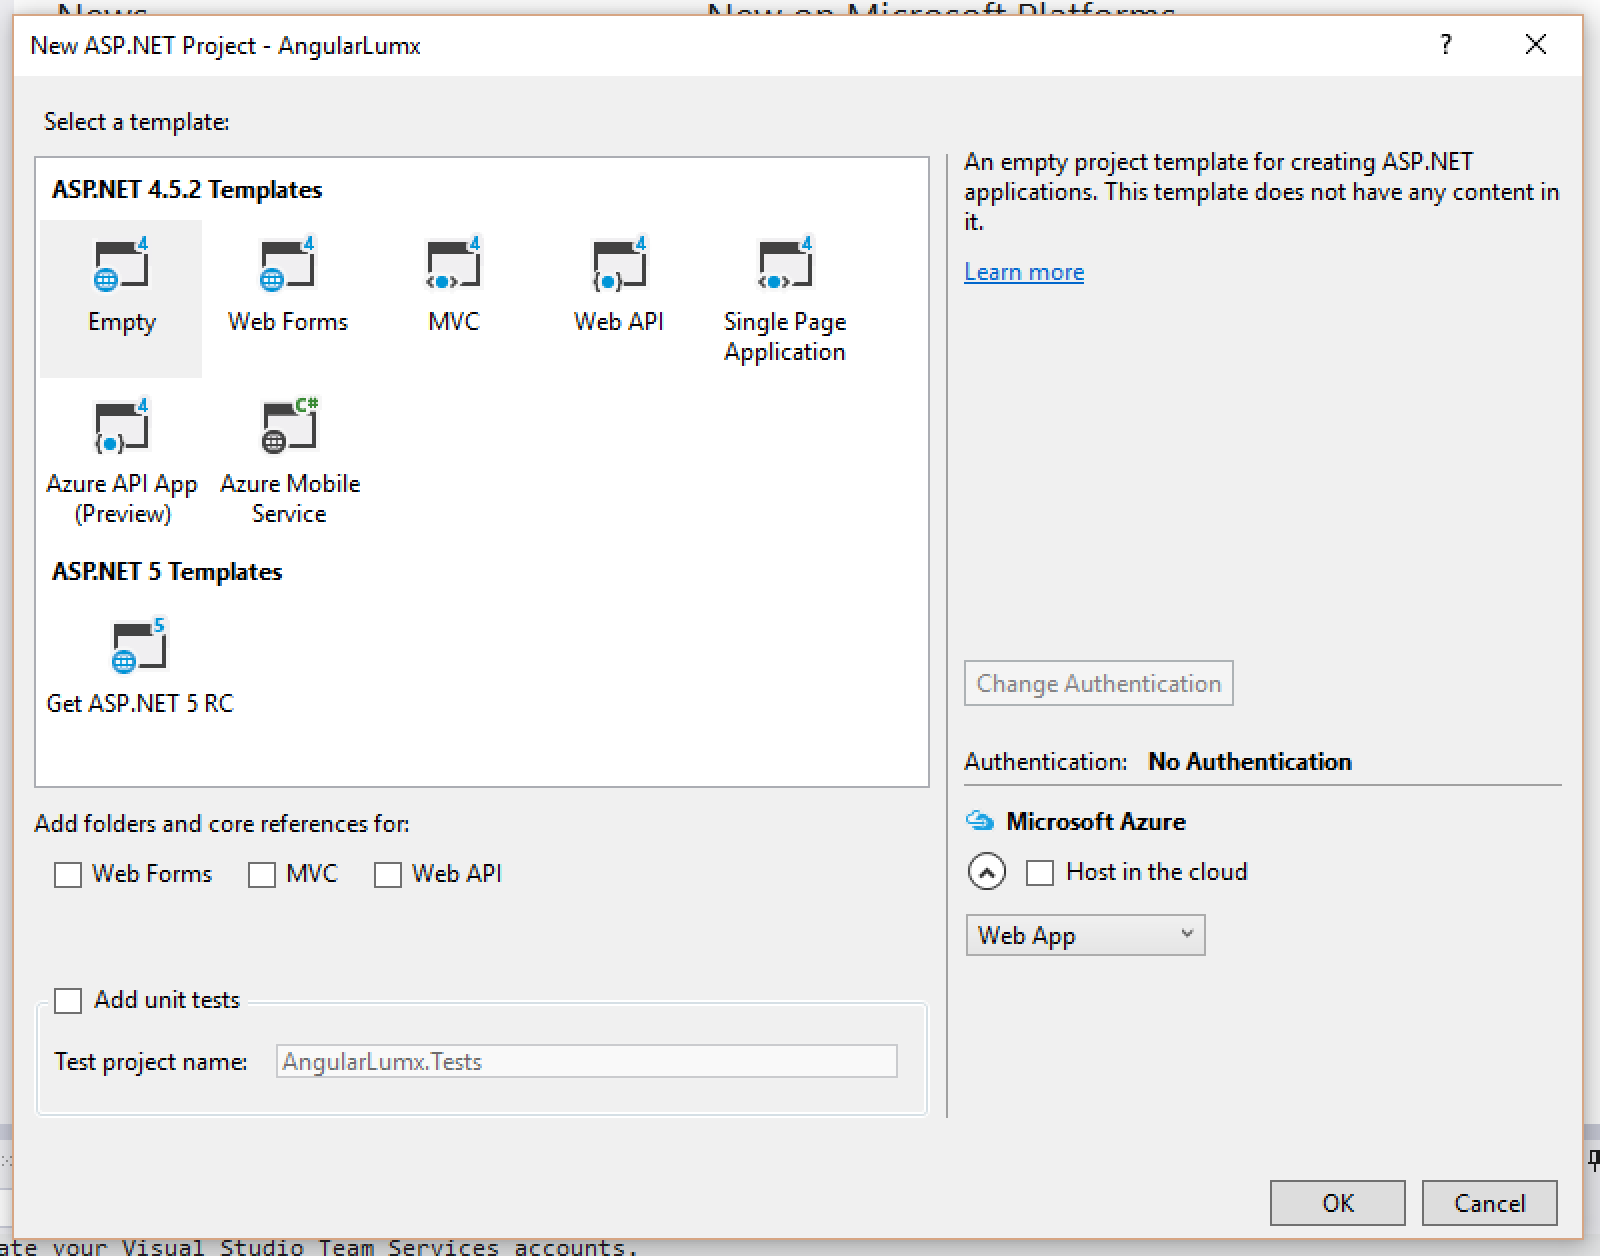 News
New on Microsoft Platforms
New ASP.NET Project - AngularLumx
?
Select a template:
ASP.NET 4.5.2 Templates
4
4
4
4
4
Empty
Web Forms
MVC
Web API
Single Page
Application
4
C#
Azure API App
(Preview)
Azure Mobile
Service
ASP.NET 5 Templates
5
Get ASP.NET 5 RC
An empty project template for creating ASP.NET
applications. This template does not have any content in
it.
Learn more
Change Authentication
Authentication: No Authentication
Microsoft Azure
Host in the cloud
Web App
Add folders and core references for:
Web Forms
MVC
Web API
Add unit tests
Test project name: AngularLumx.Tests
OK
Cancel
ate your Visual Studio Team Services accounts.